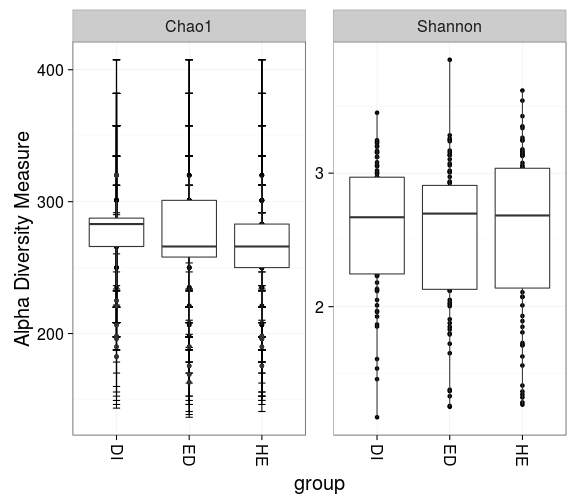 Chao1 Shannon
Alpha Diversity Measure
400
300
200
3
2
DI ED HE DI ED HE
group